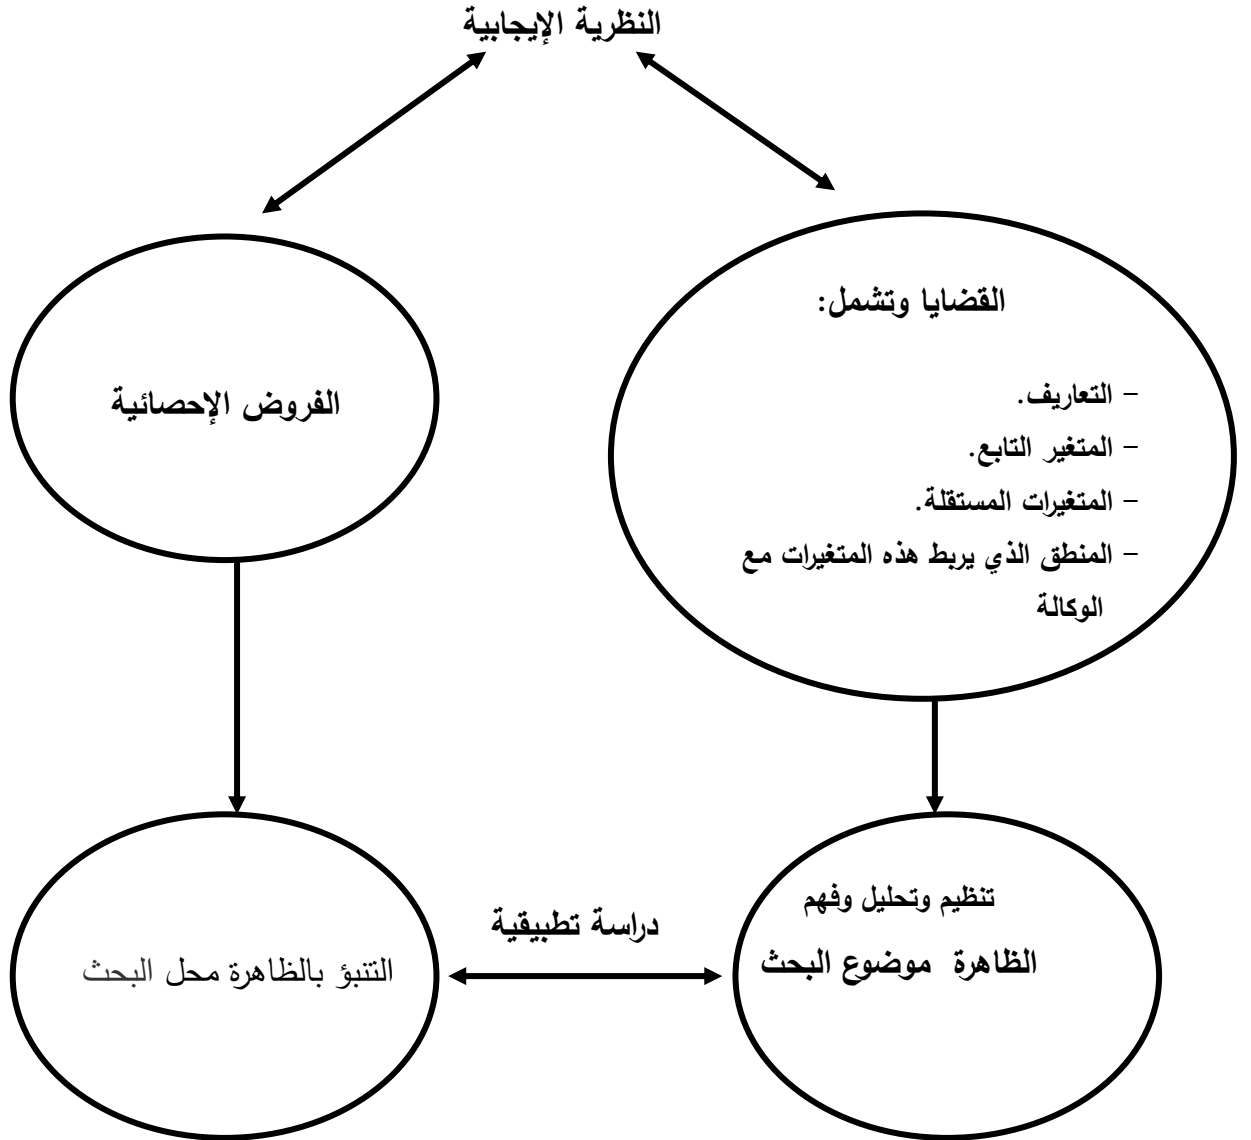 النظرية الإيجابية
القضايا وتشمل:
– التعاريف.
– المتغير التابع.
– المتغيرات المستقلة.
– المنطق الذي يربط هذه المتغيرات مع
الوكالة
الفروض الإحصائية
تنظيم وتحليل وفهم
الظاهرة موضوع البحث
دراسة تطبيقية
التنبؤ بالظاهرة محل البحث